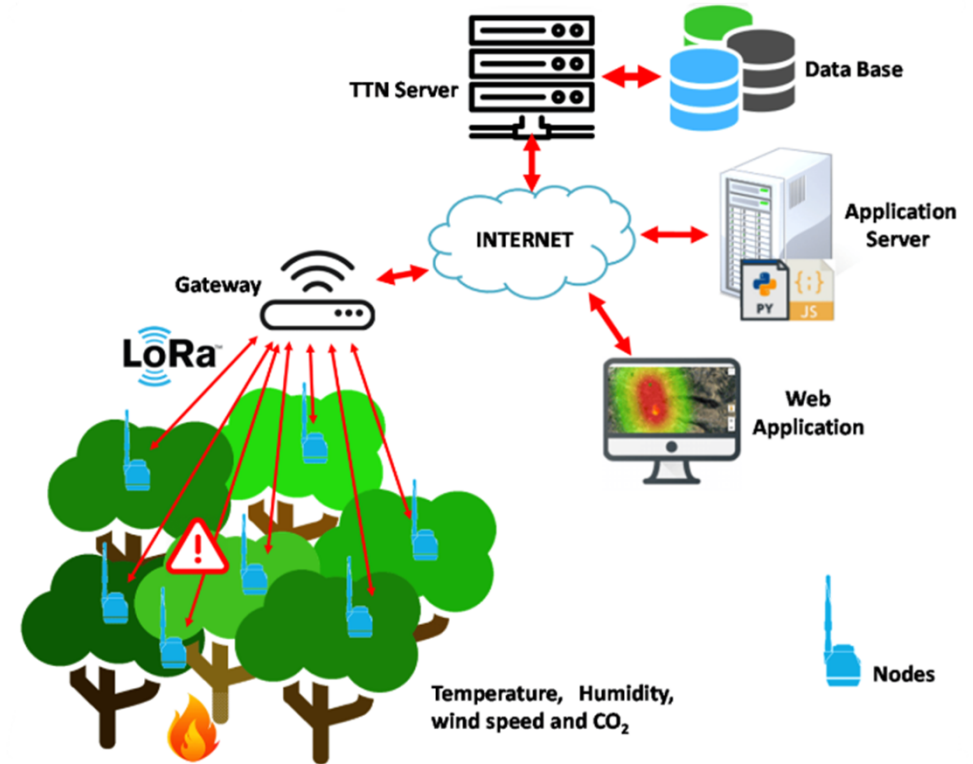 TTN Server
Data Base
INTERNET
Application
Server
PY
{;}
JS
Gateway
LoRa™
Web
Application
!
Nodes
Temperature, Humidity,
wind speed and CO₂